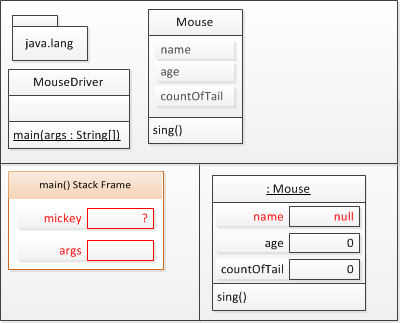 java.lang
Mouse
name
age
countOfTail
sing()
MouseDriver
main(args : String[])
main() Stack Frame
mickey ?
args
: Mouse
name null
age 0
countOfTail 0
sing()